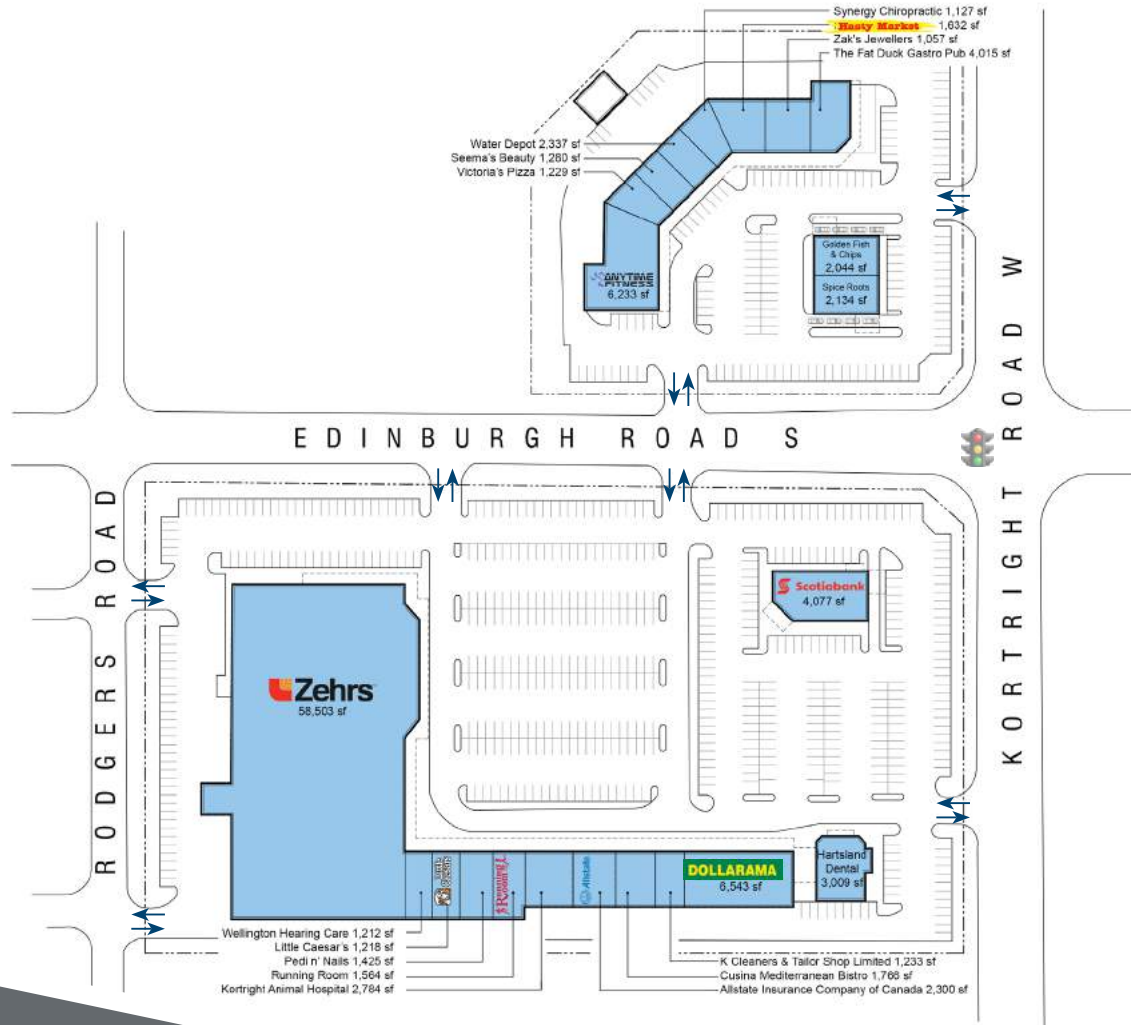 Synergy Chiropractic 1,127 sf
Hasty Market 1,632 sf
Zak's Jewellers 1,057 sf
The Fat Duck Gastro Pub 4,015 sf
Water Depot 2,337 sf
Seema's Beauty 1,280 sf
Victoria's Pizza 1,229 sf
Golden Fish
& Chips
2,044 sf
Spice Roots
2,134 sf
ANYTIME
FITNESS
6,233 sf
EDINBURGH ROAD S
KORTRIGHT ROAD W
RODGERS ROAD
Scotiabank
4,077 sf
Zehrs
58,503 sf
Little Caesars
Running Room
Allstate
DOLLARAMA
6,543 sf
Hartsland
Dental
3,009 sf
Wellington Hearing Care 1,212 sf
Little Caesar's 1,218 sf
Pedi n' Nails 1,425 sf
Running Room 1,564 sf
Kortright Animal Hospital 2,784 sf
K Cleaners & Tailor Shop Limited 1,233 sf
Cusina Mediterranean Bistro 1,766 sf
Allstate Insurance Company of Canada 2,300 sf